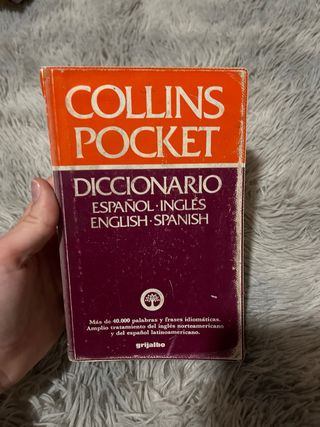 COLLINS
POCKET
DICCIONARIO
ESPAÑOL·INGLÉS
ENGLISH·SPANISH
Más de 40.000 palabras y frases idiomáticas.
Amplio tratamiento del inglés norteamericano
y del español latinoamericano.
grijalbo